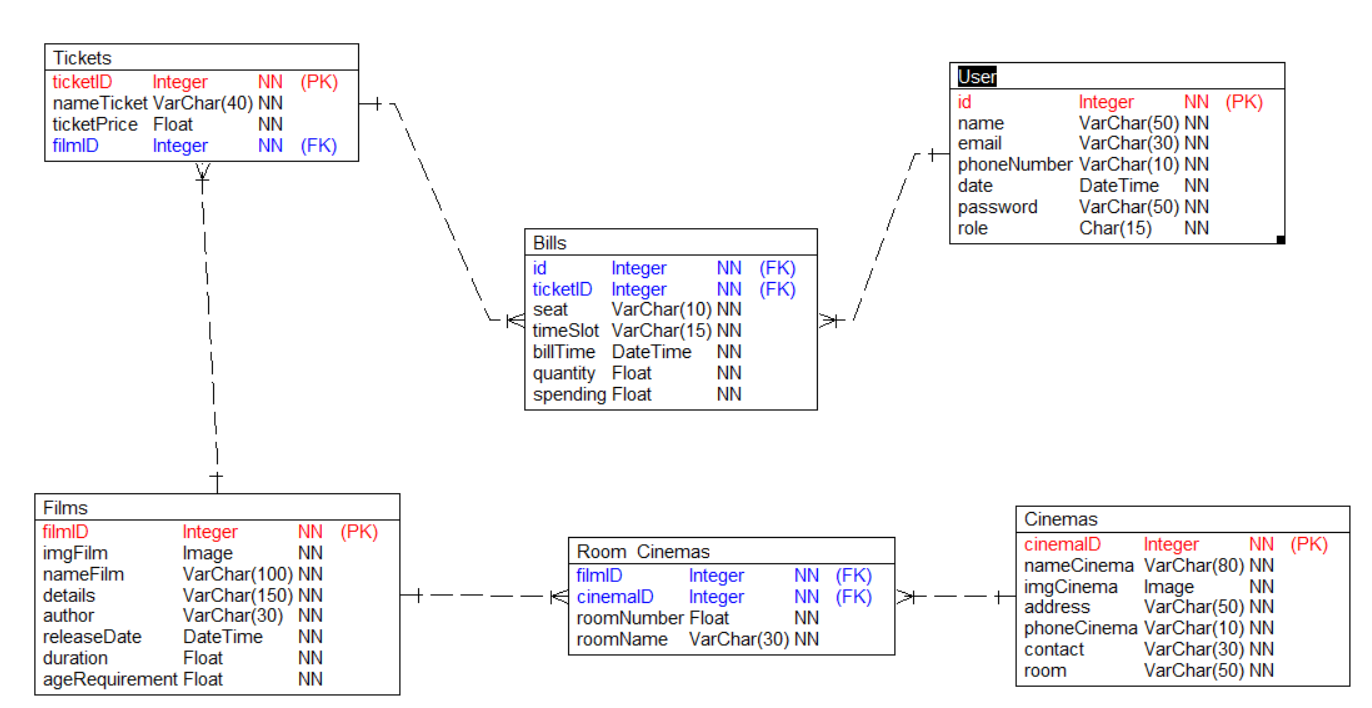 Tickets
ticketID Integer NN (PK)
nameTicket VarChar(40) NN
ticketPrice Float NN
filmID Integer NN (FK)
User
id Integer NN (PK)
name VarChar(50) NN
email VarChar(30) NN
phoneNumber VarChar(10) NN
date DateTime NN
password VarChar(50) NN
role Char(15) NN
Bills
id Integer NN (FK)
ticketID Integer NN (FK)
seat VarChar(10) NN
timeSlot VarChar(15) NN
billTime DateTime NN
quantity Float NN
spending Float NN
Films
filmID Integer NN (PK)
imgFilm Image NN
nameFilm VarChar(100) NN
details VarChar(150) NN
author VarChar(30) NN
releaseDate DateTime NN
duration Float NN
ageRequirement Float NN
Room_Cinemas
filmID Integer NN (FK)
cinemaID Integer NN (FK)
roomNumber Float NN
roomName VarChar(30) NN
Cinemas
cinemaID Integer NN (PK)
nameCinema VarChar(80) NN
imgCinema Image NN
address VarChar(50) NN
phoneCinema VarChar(10) NN
contact VarChar(30) NN
room VarChar(50) NN